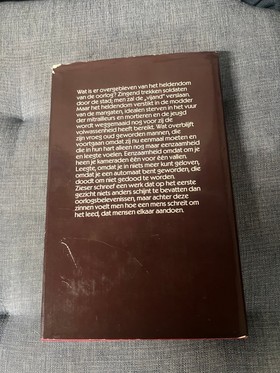 Wat is er overgebleven van het heldendom
van de oorlog? Zingend trekken soldaten
door de stad, men zal de „vijand" verslaan.
Maar het heldendom verstikt in de modder
van de mangaten, idealen sterven in het vuur
der mitrailleurs en mortieren en de jeugd
wordt weggemaaid nog voor zij de
volwassenheid heeft bereikt. Wat overblijft
zijn vroeg oud geworden mannen, die
voortgaan omdat zij nu eenmaal moeten en
die in hun hart alleen nog maar eenzaamheid
en leegte voelen. Eenzaamheid omdat om je
heen je kameraden één voor één vallen.
Leegte, omdat je in niets meer kunt geloven,
omdat je een automaat bent geworden, die
doodt om niet gedood te worden.
Zieser schreef een werk dat op het eerste
gezicht niets anders schijnt te bevatten dan
oorlogsbelevenissen, maar achter deze
zinnen voelt men hoe een mens schreit om
het leed, dat mensen elkaar aandoen.